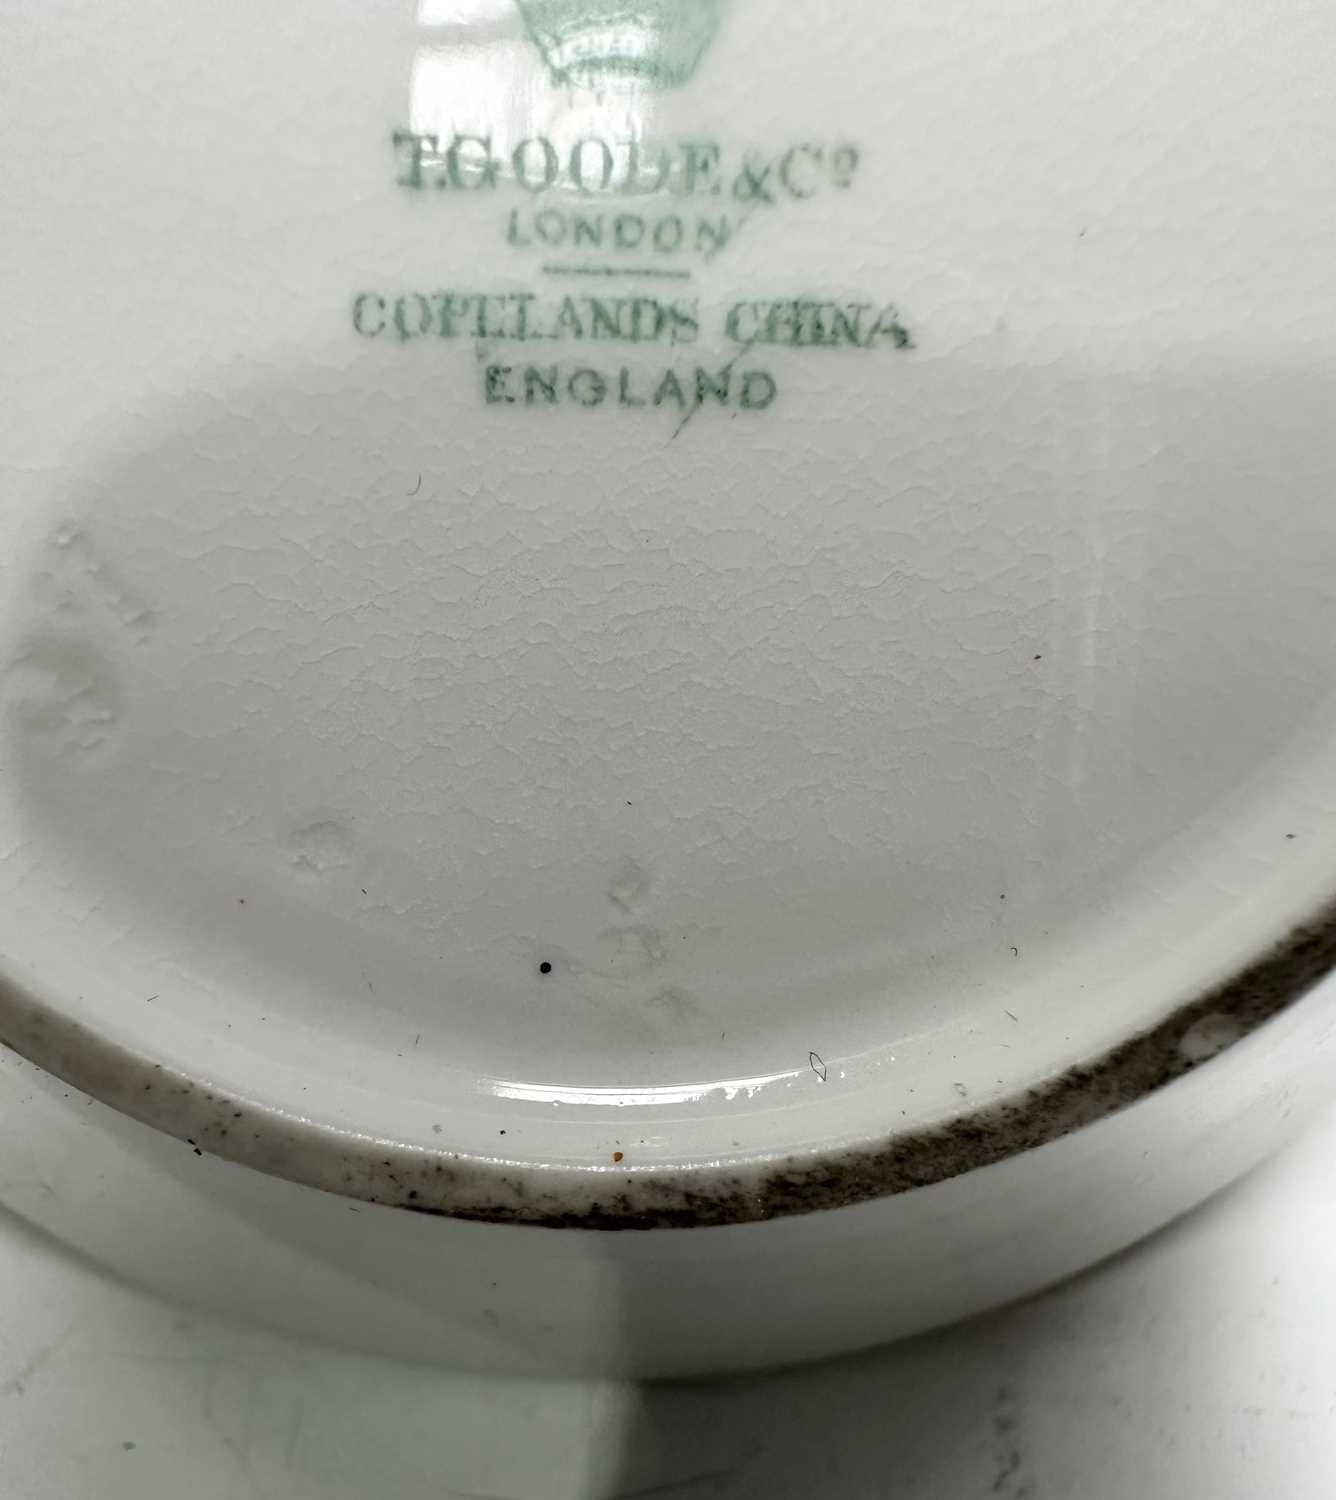 T.GOODE & Cº
LONDON
COPELANDS CHINA
ENGLAND